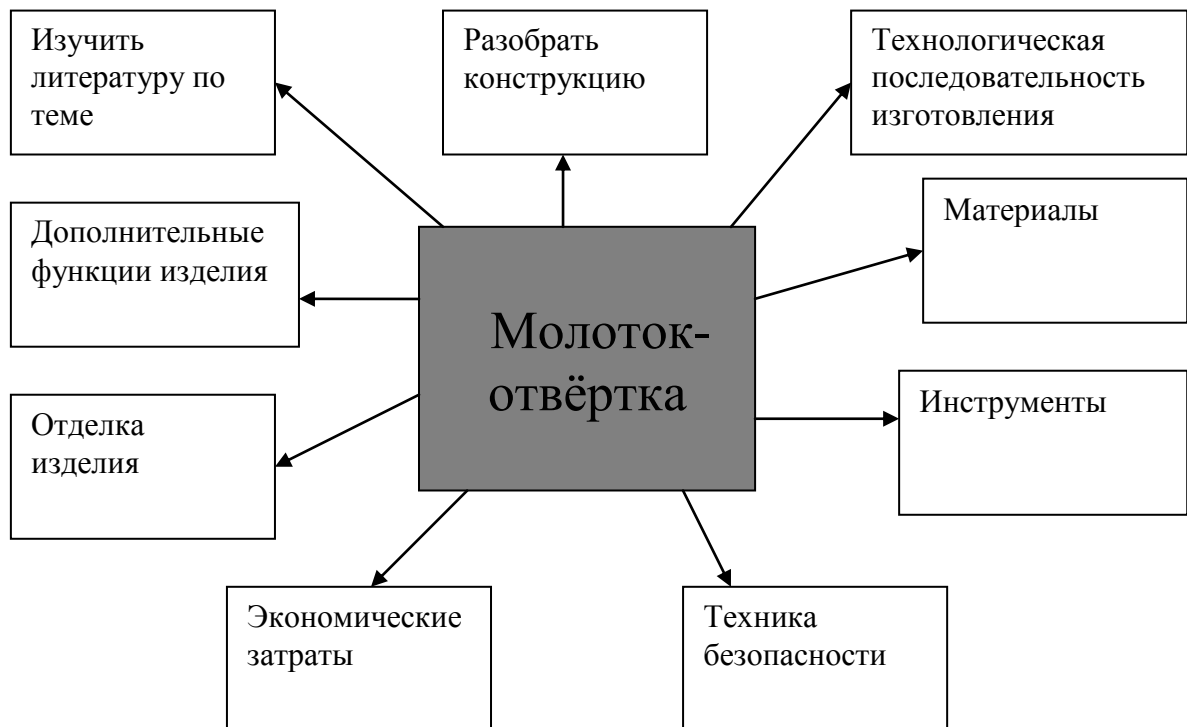 Изучить
литературу по
теме
Разобрать
конструкцию
Технологическая
последовательность
изготовления
Дополнительные
функции изделия
Материалы
Молоток-
отвёртка
Отделка
изделия
Инструменты
Экономические
затраты
Техника
безопасности